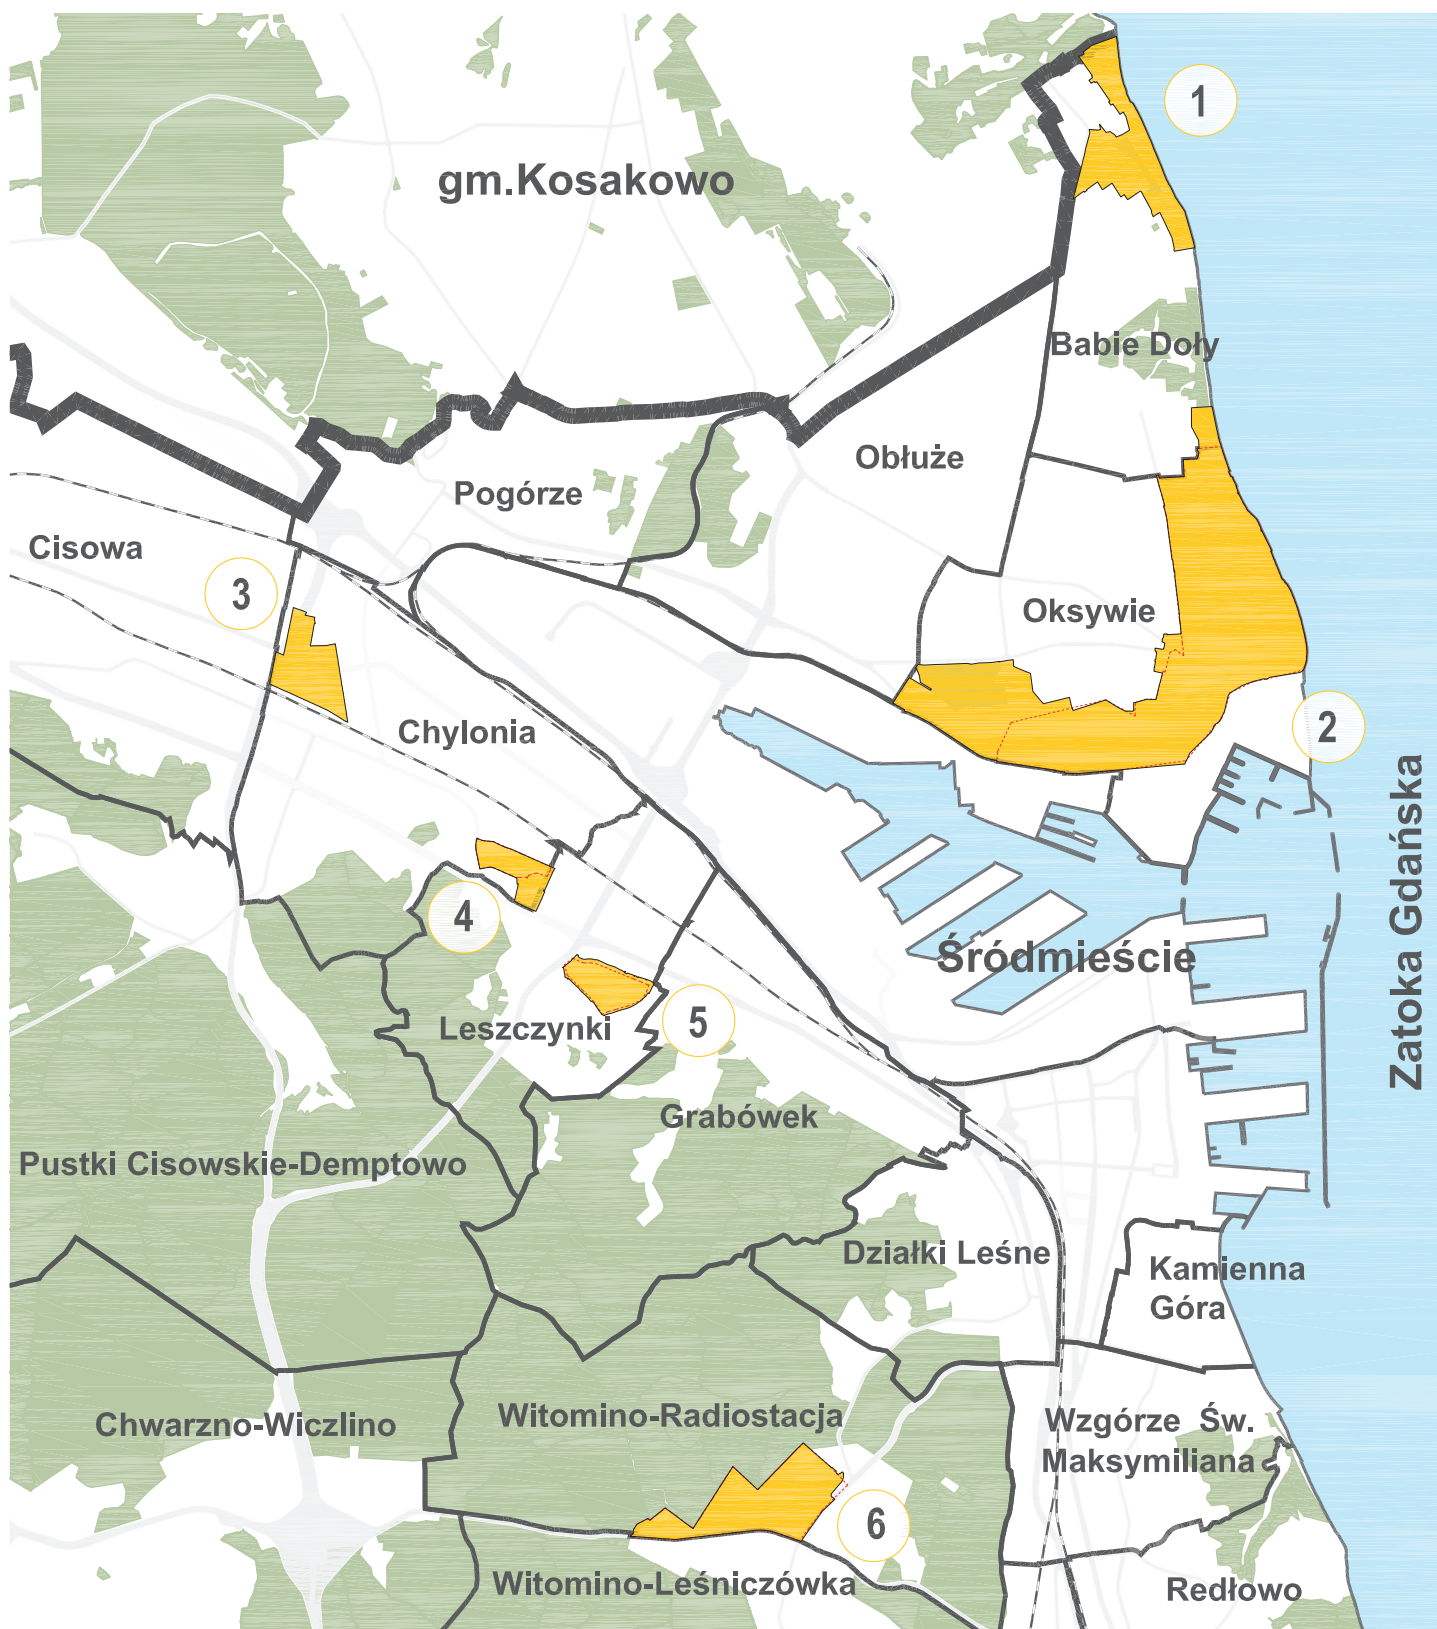 1
gm.Kosakowo
Babie Doły
Obłuże
Pogórze
Cisowa
3
Oksywie
2
Chylonia
Zatoka Gdańska
4
Śródmieście
5
Leszczynki
Grabówek
Pustki Cisowskie-Demptowo
Działki Leśne
Kamienna
Góra
Witomino-Radiostacja
Chwarzno-Wiczlino
Wzgórze Św.
Maksymiliana
6
Witomino-Leśniczówka
Redłowo